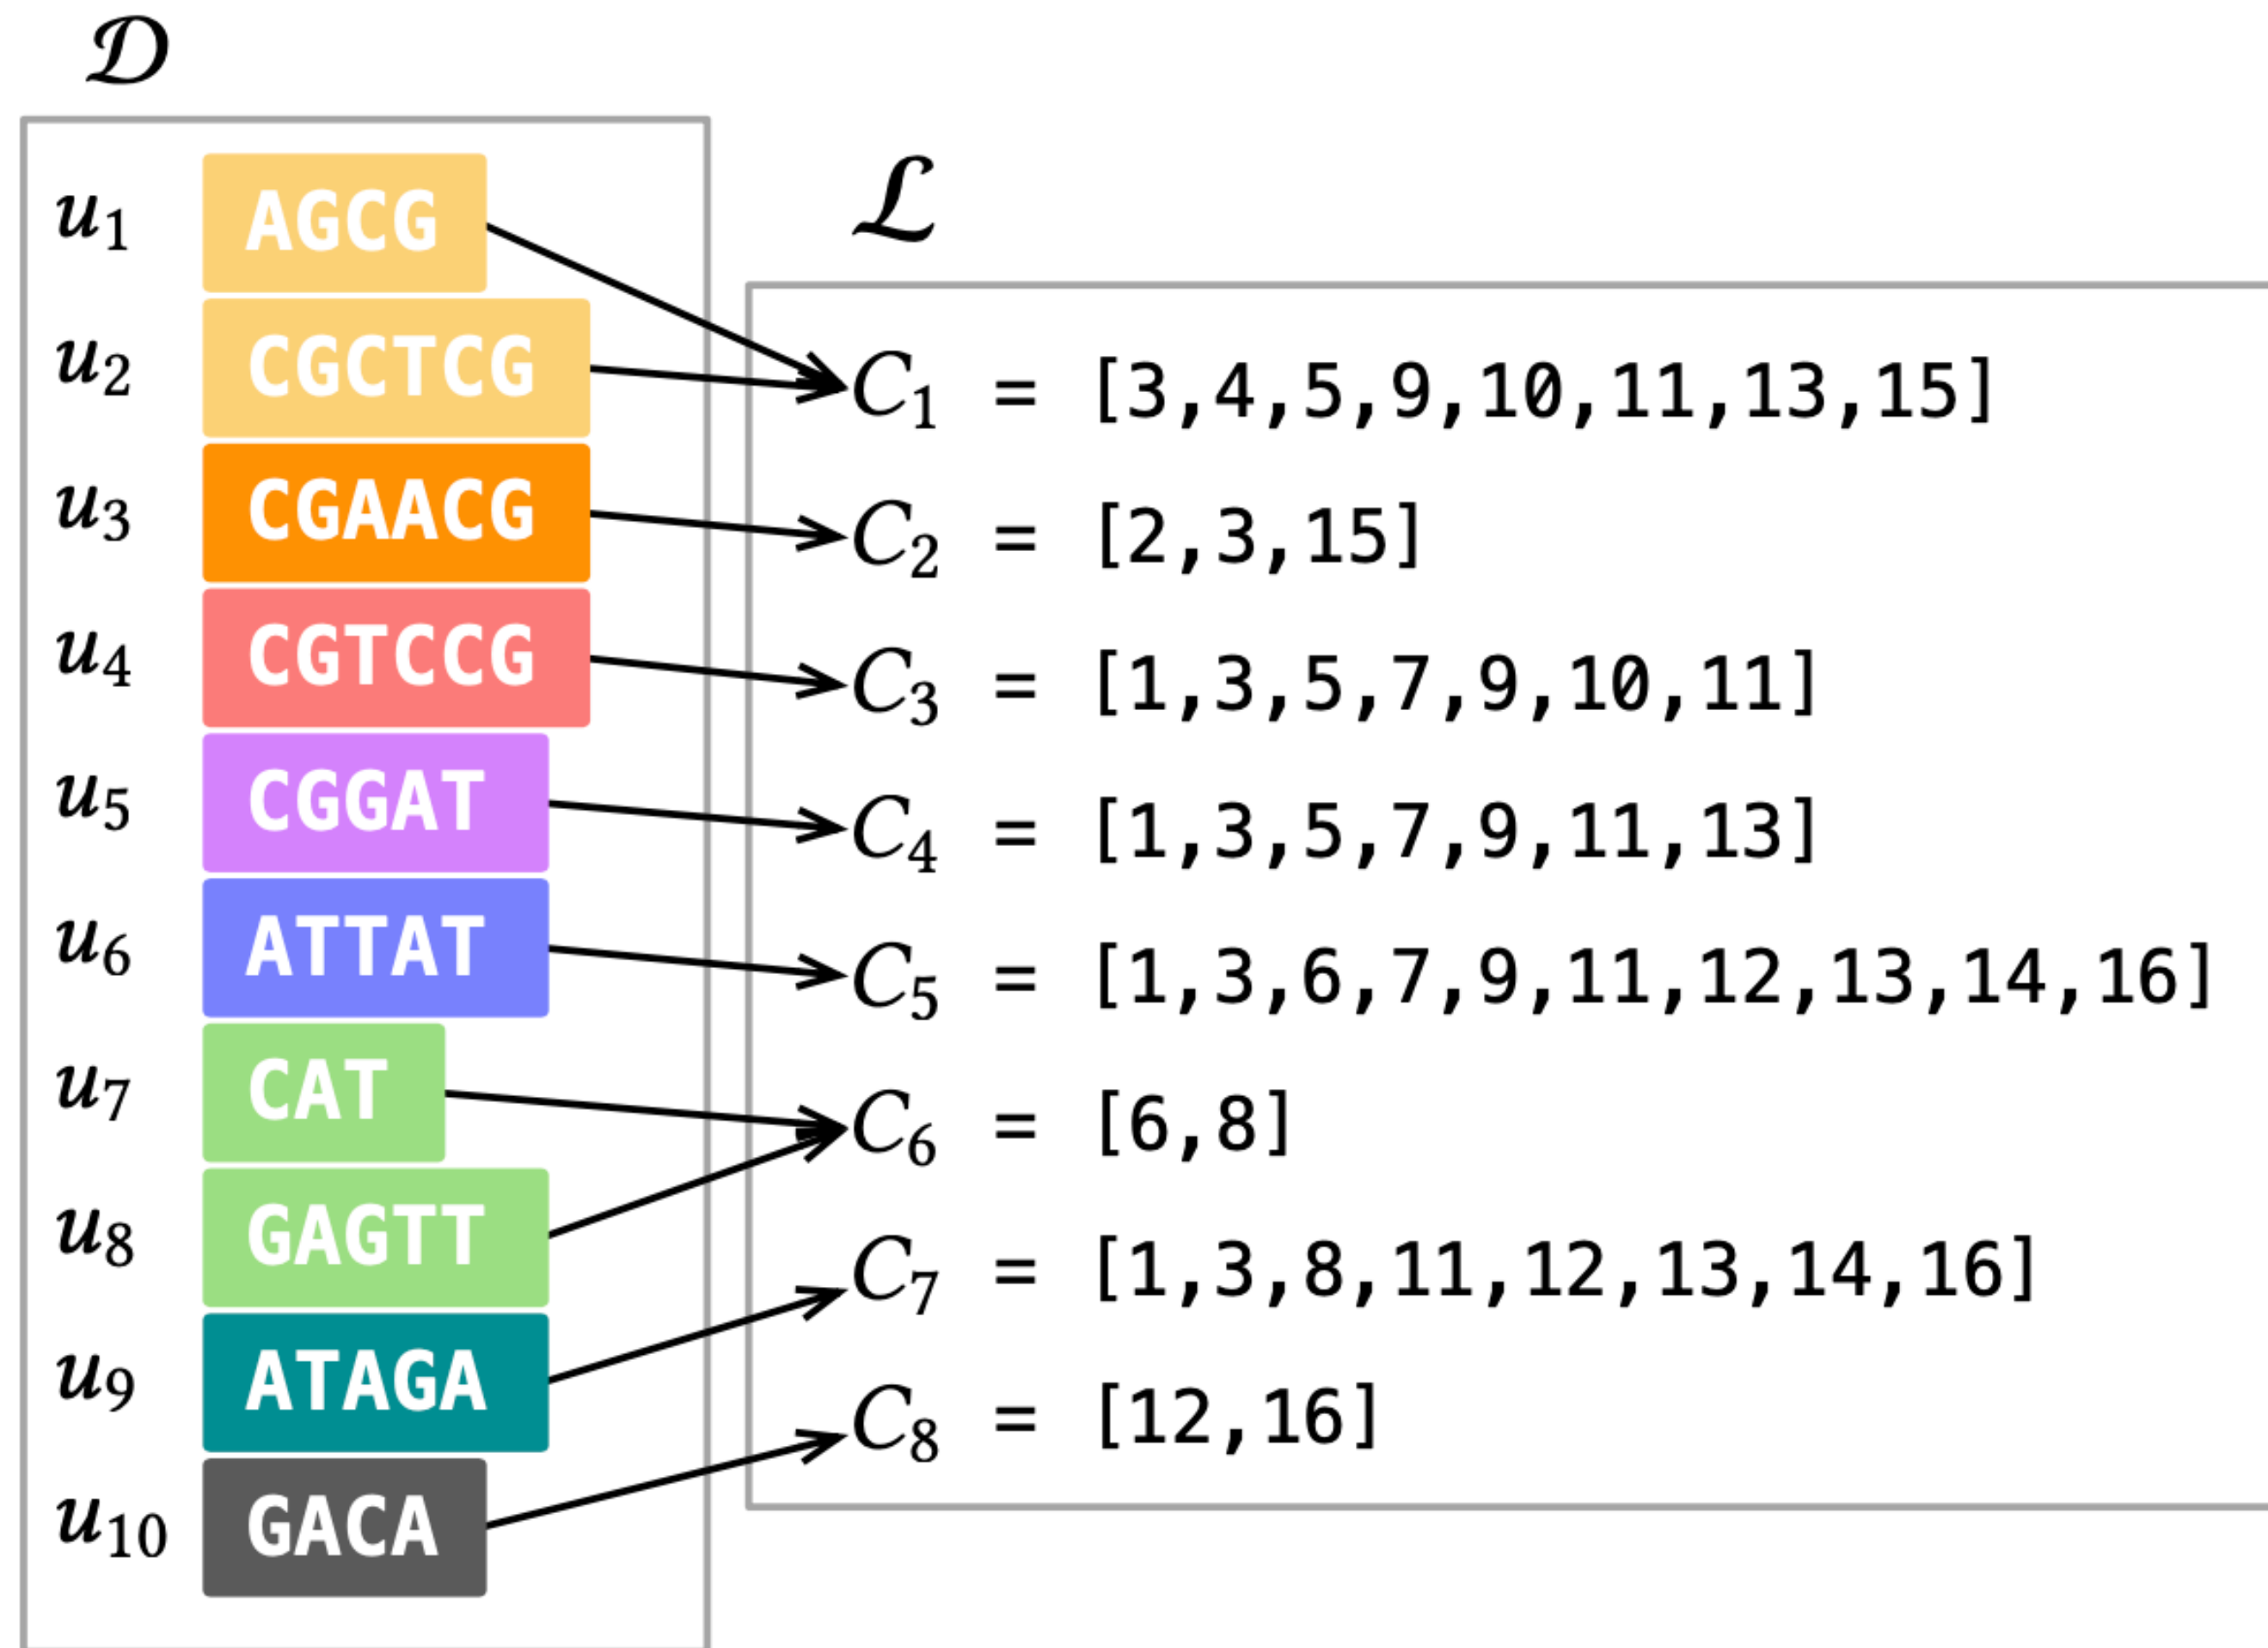 𝒟
u₁ AGCG
u₂ CGCTCG
u₃ CGAACG
u₄ CGTCCG
u₅ CGGAT
u₆ ATTAT
u₇ CAT
u₈ GAGTT
u₉ ATAGA
u₁₀ GACA
ℒ
C₁ = [3,4,5,9,10,11,13,15]
C₂ = [2,3,15]
C₃ = [1,3,5,7,9,10,11]
C₄ = [1,3,5,7,9,11,13]
C₅ = [1,3,6,7,9,11,12,13,14,16]
C₆ = [6,8]
C₇ = [1,3,8,11,12,13,14,16]
C₈ = [12,16]